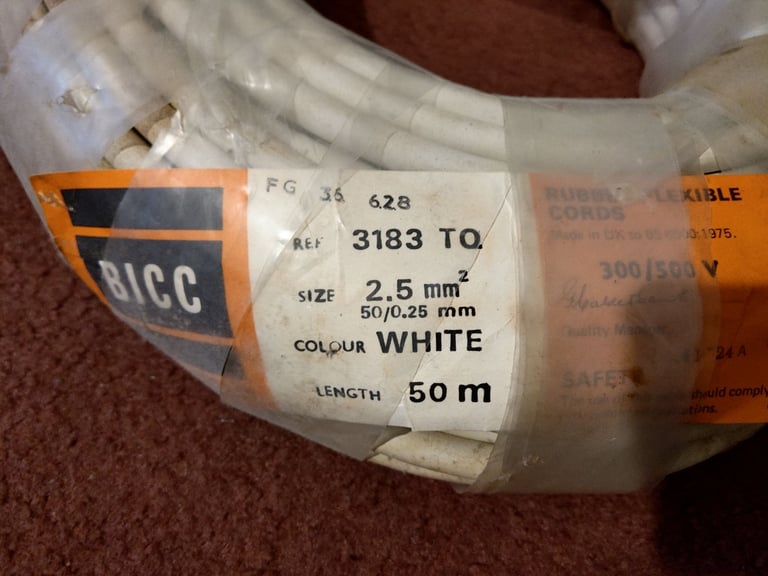 BICC
FG 36 628
REF 3183 TQ
SIZE 2.5 mm²
50/0.25 mm
COLOUR WHITE
LENGTH 50 m
RUBBER FLEXIBLE
CORDS
Made in UK to BS 6500:1975.
300/500 V
Quality Manager
24 A
SAFETY
should comply